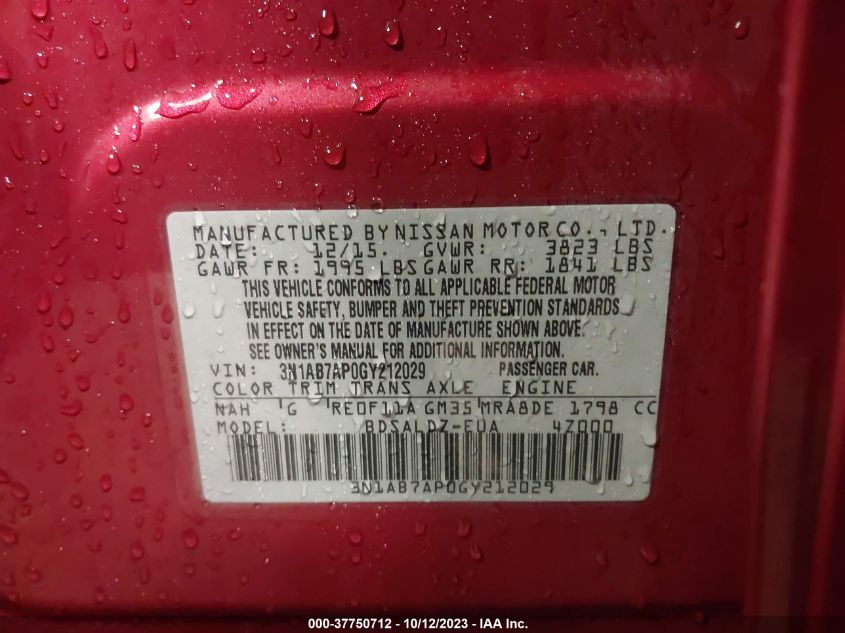 MANUFACTURED BY NISSAN MOTOR CO., LTD.
DATE: 12/15. GVWR: 3823 LBS
GAWR FR: 1995 LBS GAWR RR: 1841 LBS
THIS VEHICLE CONFORMS TO ALL APPLICABLE FEDERAL MOTOR
VEHICLE SAFETY, BUMPER AND THEFT PREVENTION STANDARDS
IN EFFECT ON THE DATE OF MANUFACTURE SHOWN ABOVE.
SEE OWNER'S MANUAL FOR ADDITIONAL INFORMATION.
VIN: 3N1AB7AP0GY212029 PASSENGER CAR.
COLOR TRIM TRANS AXLE ENGINE
NAH G RE0F11A GM35 MRA8DE 1798 CC
MODEL: BDSALDZ-EUA 4Z000
3N1AB7AP0GY212029
000-37750712 - 10/12/2023 - IAA Inc.